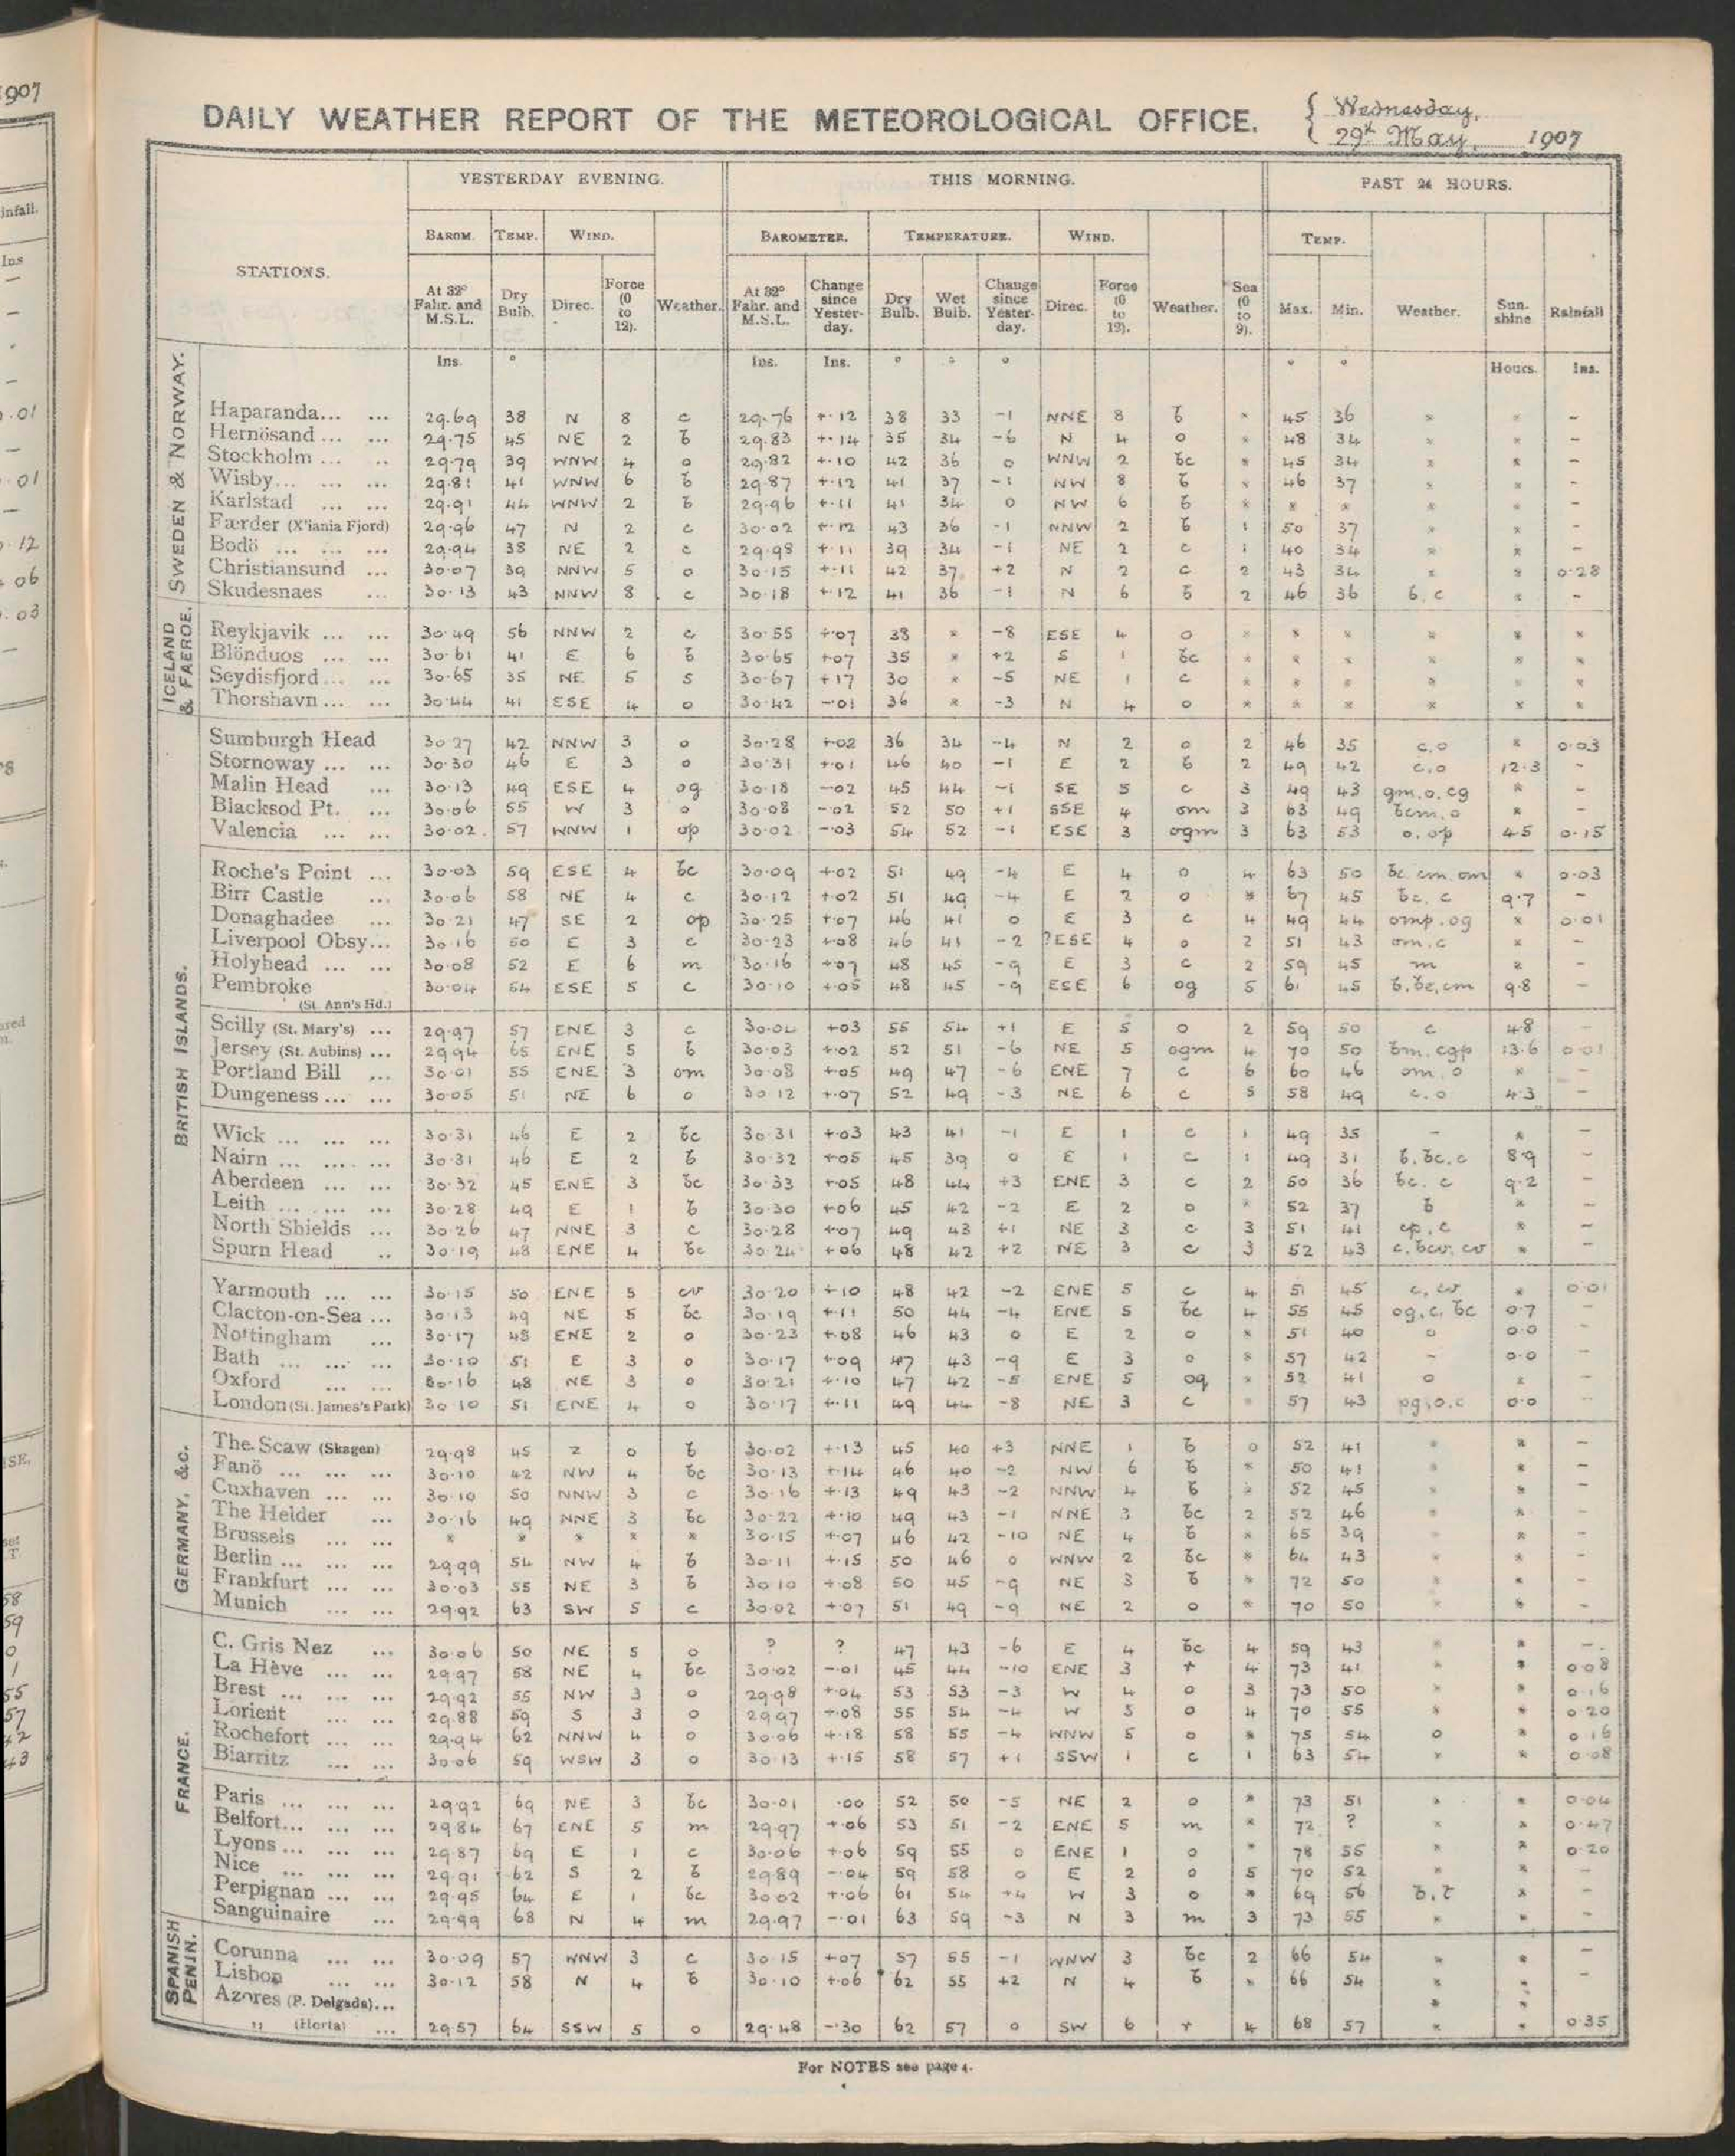 1907
DAILY WEATHER REPORT OF THE METEOROLOGICAL OFFICE. { Wednesday,
{ 29th May, 1907
YESTERDAY EVENING. THIS MORNING. PAST 24 HOURS.
STATIONS.
BAROM. TEMP. WIND. BAROMETER. TEMPERATURE. WIND. TEMP.
At 32° Fahr. and M.S.L. Dry Bulb. Direc. Force (0 to 12). Weather. At 32° Fahr. and M.S.L. Change since Yesterday. Dry Bulb. Wet Bulb. Change since Yesterday. Direc. Force (0 to 12). Weather. Sea (0 to 9). Max. Min. Weather. Sunshine Rainfall
Ins. ° Ins. Ins. ° ° ° ° ° Hours. Ins.
SWEDEN & NORWAY.
Haparanda... ... 29.69 38 N 8 c 29.76 +.12 38 33 -1 NNE 8 b * 45 36 * * -
Hernösand ... ... 29.75 45 NE 2 b 29.83 +.14 35 34 -6 N 4 o * 48 34 * * -
Stockholm ... .. 29.79 39 WNW 4 o 29.82 +.10 42 36 0 WNW 2 bc * 45 34 * * -
Wisby... ... ... 29.81 41 WNW 6 b 29.87 +.12 41 37 -1 NW 8 b * 46 37 * * -
Karlstad ... ... 29.91 44 WNW 2 b 29.96 +.11 41 34 0 NW 6 b * * * * * -
Færder (X'iania Fjord) 29.96 47 N 2 c 30.02 +.12 43 36 -1 NNW 2 b 1 50 37 * * -
Bodö ... ... ... 29.94 38 NE 2 c 29.98 +.11 39 34 -1 NE 2 c 1 40 34 * * -
Christiansund ... 30.07 39 NNW 5 o 30.15 +.11 42 37 +2 N 2 c 2 43 34 * * 0.28
Skudesnaes ... 30.13 43 NNW 8 c 30.18 +.12 41 36 -1 N 6 b 2 46 36 b, c * -
ICELAND & FAEROE.
Reykjavik ... ... 30.49 56 NNW 2 c 30.55 +.07 38 * -8 ESE 4 o * * * * * *
Blönduos ... ... 30.61 41 E 6 b 30.65 +.07 35 * +2 S 1 bc * * * * * *
Seydisfjord ... ... 30.65 35 NE 5 s 30.67 +.17 30 * -5 NE 1 c * * * * * *
Thorshavn ... ... 30.44 41 ESE 4 o 30.42 -.01 36 * -3 N 4 o * * * * * *
BRITISH ISLANDS.
Sumburgh Head 30.27 42 NNW 3 o 30.28 +.02 36 34 -4 N 2 o 2 46 35 c, o * 0.03
Stornoway ... ... 30.30 46 E 3 o 30.31 +.01 46 40 -1 E 2 b 2 49 42 c, o 12.3 -
Malin Head ... 30.13 49 ESE 4 og 30.18 -.02 45 44 -1 SE 5 c 3 49 43 gm, o, cg * -
Blacksod Pt. ... 30.06 55 W 3 o 30.08 -.02 52 50 +1 SSE 4 om 3 63 49 bcm, o * -
Valencia ... ... 30.02 57 WNW 1 op 30.02 -.03 54 52 -1 ESE 3 ogm 3 63 53 o, op 4.5 0.15
Roche's Point ... 30.03 59 ESE 4 bc 30.09 +.02 51 49 -4 E 4 o 4 63 50 bc, cm, om * 0.03
Birr Castle ... 30.06 58 NE 4 c 30.12 +.02 51 49 -4 E 2 o * 67 45 bc, c 9.7 -
Donaghadee ... 30.21 47 SE 2 op 30.25 +.07 46 41 0 E 3 c 4 49 44 omp, og * 0.01
Liverpool Obsy... 30.16 50 E 3 c 30.23 +.08 46 41 -2 ?ESE 4 o 2 51 43 om, c * -
Holyhead ... ... 30.08 52 E 6 m 30.16 +.07 48 45 -9 E 3 c 2 59 45 m * -
Pembroke (St. Ann's Hd.) 30.04 54 ESE 5 c 30.10 +.05 48 45 -9 ESE 6 og 5 61 45 b, bc, cm 9.8 -
Scilly (St. Mary's) ... 29.97 57 ENE 3 c 30.02 +.03 55 54 +1 E 5 o 2 59 50 c 4.8
Jersey (St. Aubins) ... 29.94 65 ENE 5 b 30.03 +.02 52 51 -6 NE 5 ogm 4 70 50 bm, cgp 13.6 0.01
Portland Bill ... 30.01 55 ENE 3 om 30.08 +.05 49 47 -6 ENE 7 c 6 60 46 om, o * -
Dungeness ... ... 30.05 51 NE 6 o 30.12 +.07 52 49 -3 NE 6 c 5 58 49 c, o 4.3 -
Wick ... ... ... 30.31 46 E 2 bc 30.31 +.03 43 41 -1 E 1 c 1 49 35 - * -
Nairn ... ... ... 30.31 46 E 2 b 30.32 +.05 45 39 0 E 1 c 1 49 31 b, bc, c 8.9 -
Aberdeen ... ... 30.32 45 ENE 3 bc 30.33 +.05 48 44 +3 ENE 3 c 2 50 36 bc, c 9.2 -
Leith ... ... ... 30.28 49 E 1 b 30.30 +.06 45 42 -2 E 2 o * 52 37 b * -
North Shields ... 30.26 47 NNE 3 c 30.28 +.07 49 43 +1 NE 3 c 3 51 41 cp, c * -
Spurn Head .. 30.19 48 ENE 4 bc 30.24 +.06 48 42 +2 NE 3 c 3 52 43 c, bcv, cv * -
Yarmouth ... ... 30.15 50 ENE 5 cv 30.20 +.10 48 42 -2 ENE 5 c 4 51 45 c, cv * 0.01
Clacton-on-Sea ... 30.13 49 NE 5 bc 30.19 +.11 50 44 -4 ENE 5 bc 4 55 45 og, c, bc 0.7 -
Nottingham ... 30.17 45 ENE 2 o 30.23 +.08 46 43 0 E 2 o * 51 40 o 0.0 -
Bath ... ... ... 30.10 51 E 3 o 30.17 +.09 47 43 -9 E 3 o * 57 42 - 0.0 -
Oxford ... ... 30.16 48 NE 3 o 30.21 +.10 47 42 -5 ENE 5 og * 52 41 o * -
London (St. James's Park) 30.10 51 ENE 4 o 30.17 +.11 49 44 -8 NE 3 c * 57 43 pg, o, c 0.0 -
GERMANY, &c.
The Scaw (Skagen) 29.98 45 Z 0 b 30.02 +.13 45 40 +3 NNE 1 b 0 52 41 * * -
Fanö ... ... ... 30.10 42 NW 4 bc 30.13 +.14 46 40 -2 NW 6 b * 50 41 * * -
Cuxhaven ... ... 30.10 50 NNW 3 c 30.16 +.13 49 43 -2 NNW 4 b * 52 45 * * -
The Helder ... 30.16 49 NNE 3 bc 30.22 +.10 49 43 -1 NNE 3 bc 2 52 46 * * -
Brussels ... ... * * * * * 30.15 +.07 46 42 -10 NE 4 b * 65 39 * * -
Berlin ... ... ... 29.99 54 NW 4 b 30.11 +.15 50 46 0 WNW 2 bc * 64 43 * * -
Frankfurt ... ... 30.03 55 NE 3 b 30.10 +.08 50 45 -9 NE 3 b * 72 50 * * -
Munich ... ... 29.92 63 SW 5 c 30.02 +.07 51 49 -9 NE 2 o * 70 50 * * -
FRANCE.
C. Gris Nez ... 30.06 50 NE 5 o ? ? 47 43 -6 E 4 bc 4 59 43 * * -
La Hève ... ... 29.97 58 NE 4 bc 30.02 -.01 45 44 -10 ENE 3 r 4 73 41 * * 0.08
Brest ... ... ... 29.92 55 NW 3 o 29.98 +.04 53 53 -3 W 4 o 3 73 50 * * 0.16
Lorient ... ... 29.88 59 S 3 o 29.97 +.08 55 54 -4 W 5 o 4 70 55 * * 0.20
Rochefort ... ... 29.94 62 NNW 4 o 30.06 +.18 58 55 -4 WNW 5 o * 75 54 o * 0.16
Biarritz ... ... 30.06 59 WSW 3 o 30.13 +.15 58 57 +1 SSW 1 c 1 63 54 * * 0.08
Paris ... ... ... 29.92 69 NE 3 bc 30.01 .00 52 50 -5 NE 2 o * 73 51 * * 0.04
Belfort... ... ... 29.84 67 ENE 5 m 29.97 +.06 53 51 -2 ENE 5 m * 72 ? * * 0.47
Lyons ... ... ... 29.87 69 E 1 c 30.06 +.06 59 55 0 ENE 1 o * 78 55 * * 0.20
Nice ... ... ... 29.91 62 S 2 b 29.89 -.04 59 58 0 E 2 o 5 70 52 * * -
Perpignan ... ... 29.95 64 E 1 bc 30.02 +.06 61 54 +4 W 3 o * 69 56 b, t * -
Sanguinaire ... 29.99 68 N 4 m 29.97 -.01 63 59 -3 N 3 m 3 73 55 * * -
SPANISH PENIN.
Corunna ... ... 30.09 57 WNW 3 c 30.15 +.07 57 55 -1 WNW 3 bc 2 66 54 * * -
Lisbon ... ... 30.12 58 N 4 b 30.10 +.06 62 55 +2 N 4 b * 66 54 * * -
Azores (P. Delgada)... * *
,, (Horta) ... 29.57 64 SSW 5 o 29.48 -.30 62 57 0 SW 6 r 4 68 57 * * 0.35
For NOTES see page 4.